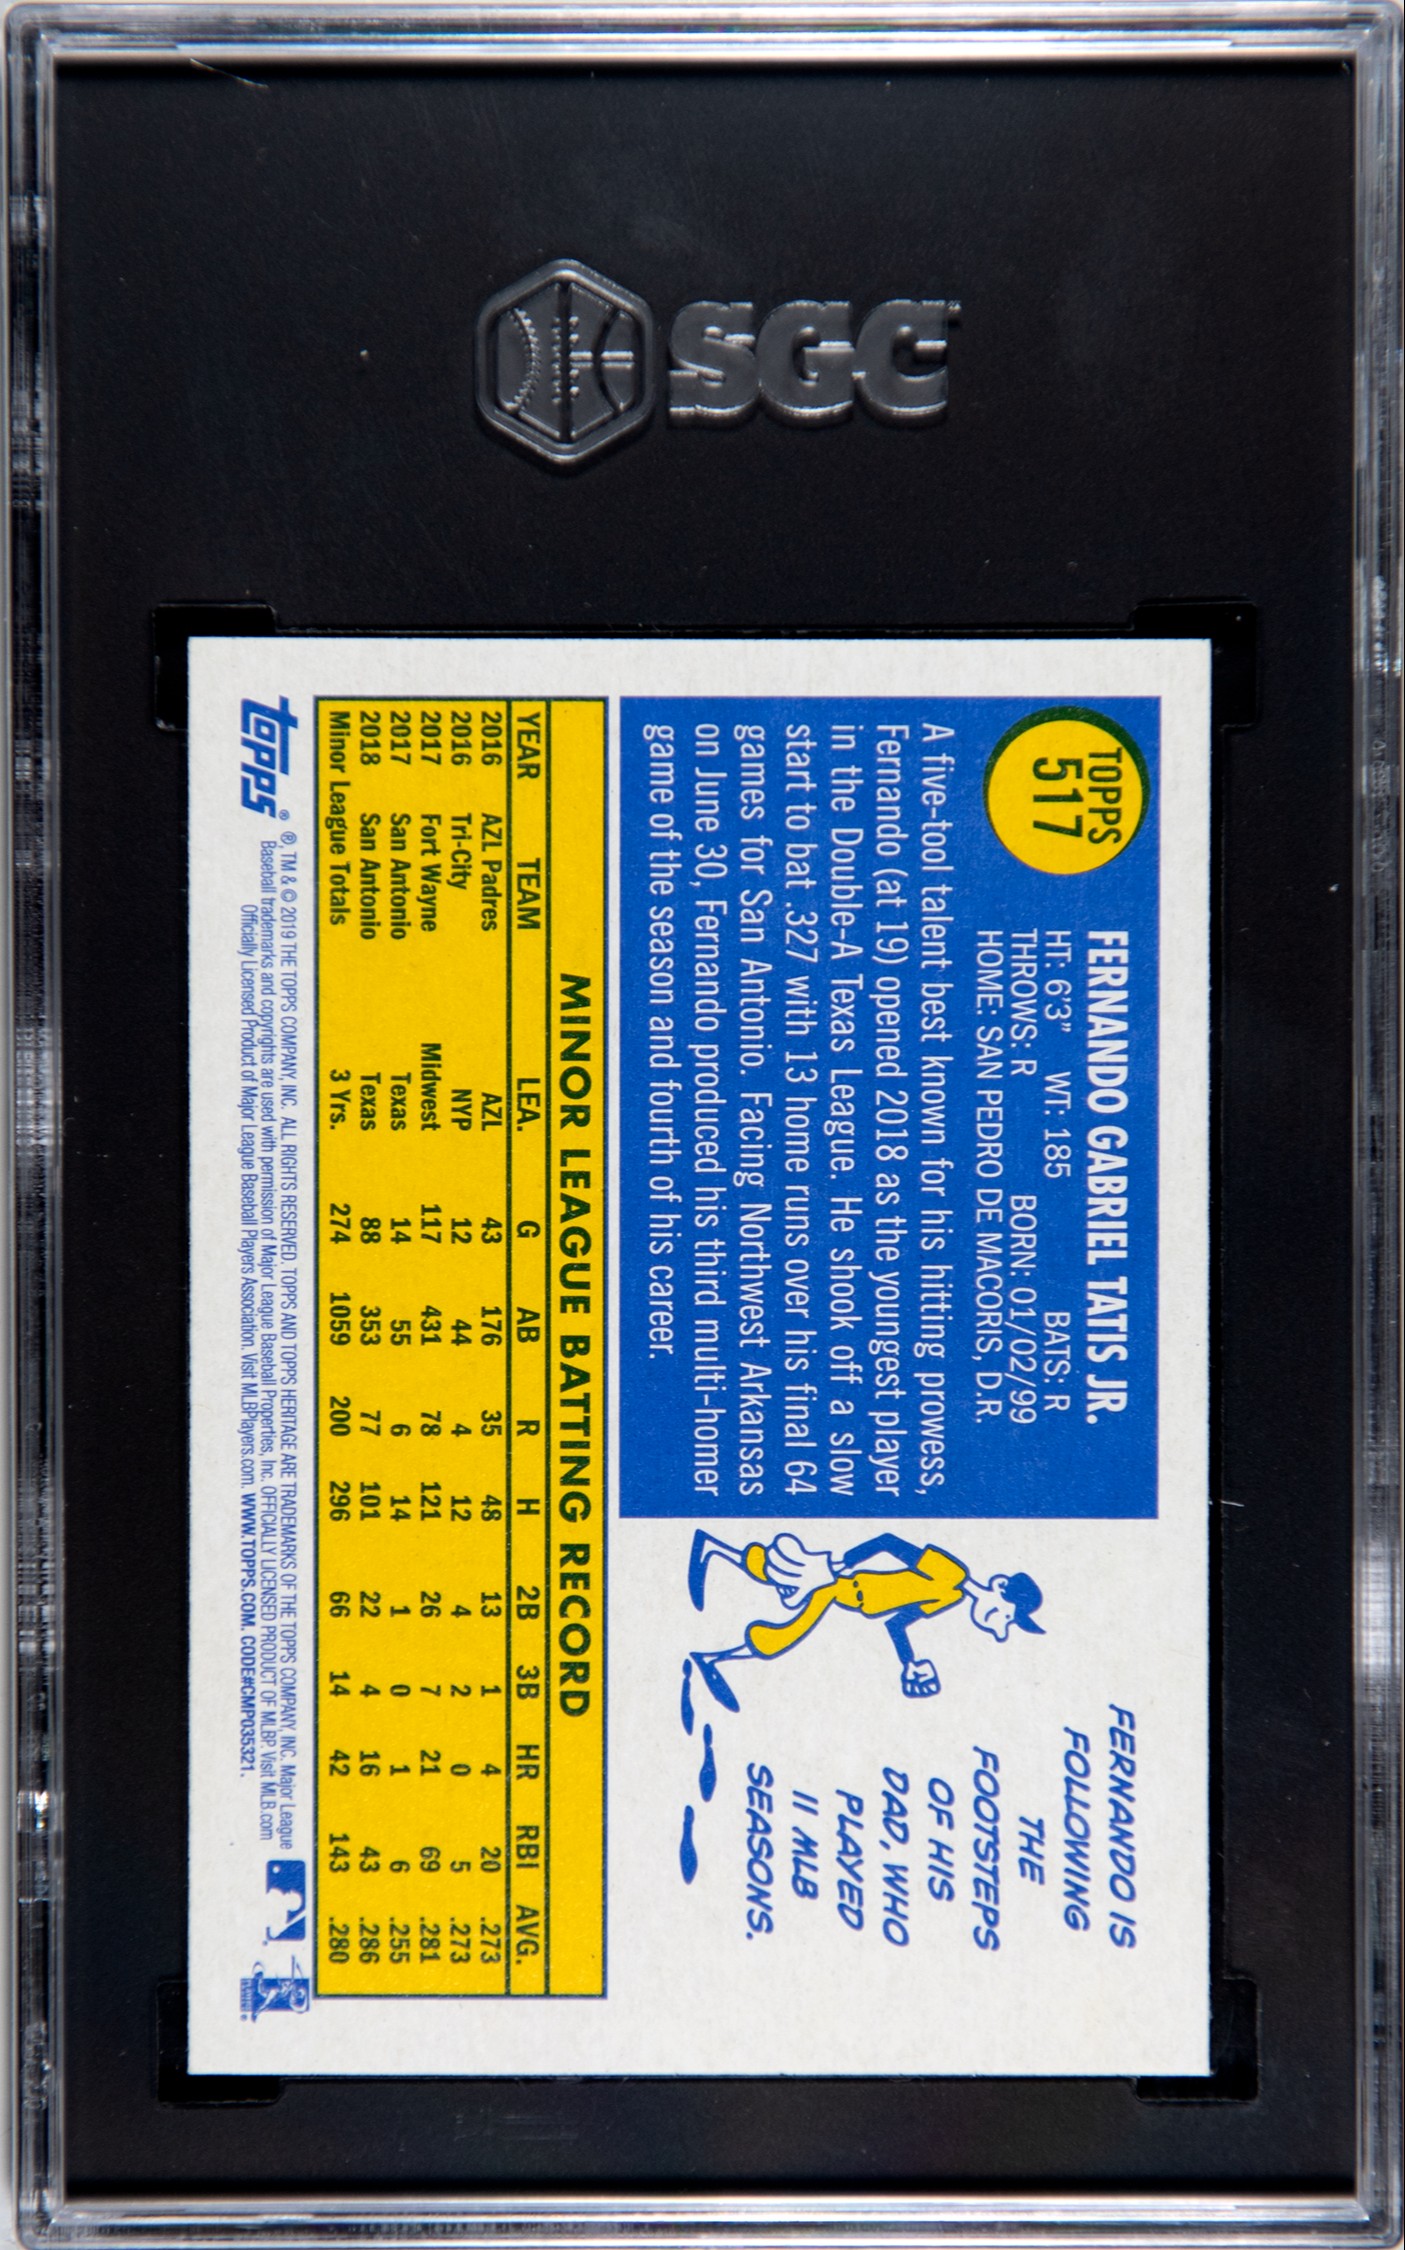 SGC
TOPPS
517
FERNANDO GABRIEL TATIS JR.
HT: 6'3" WT: 185 BATS: R
THROWS: R BORN: 01/02/99
HOME: SAN PEDRO DE MACORIS, D.R.
A five-tool talent best known for his hitting prowess,
Fernando (at 19) opened 2018 as the youngest player
in the Double-A Texas League. He shook off a slow
start to bat .327 with 13 home runs over his final 64
games for San Antonio. Facing Northwest Arkansas
on June 30, Fernando produced his third multi-homer
game of the season and fourth of his career.
FERNANDO IS
FOLLOWING
THE
FOOTSTEPS
OF HIS
DAD, WHO
PLAYED
11 MLB
SEASONS.
MINOR LEAGUE BATTING RECORD
YEAR TEAM LEA. G AB R H 2B 3B HR RBI AVG.
2016 AZL Padres AZL 43 176 35 48 13 1 4 20 .273
2016 Tri-City NYP 12 44 4 12 4 2 0 5 .273
2017 Fort Wayne Midwest 117 431 78 121 26 7 21 69 .281
2017 San Antonio Texas 14 55 6 14 1 0 1 6 .255
2018 San Antonio Texas 88 353 77 101 22 4 16 43 .286
Minor League Totals 3 Yrs. 274 1059 200 296 66 14 42 143 .280
topps ®
®, TM & © 2019 THE TOPPS COMPANY, INC. ALL RIGHTS RESERVED. TOPPS AND TOPPS HERITAGE ARE TRADEMARKS OF THE TOPPS COMPANY, INC. Major League
Baseball trademarks and copyrights are used with permission of Major League Baseball Properties, Inc. OFFICIALLY LICENSED PRODUCT OF MLBP. Visit MLB.com
Officially Licensed Product of Major League Baseball Players Association. Visit MLBPlayers.com. WWW.TOPPS.COM. CODE#CMP035321.